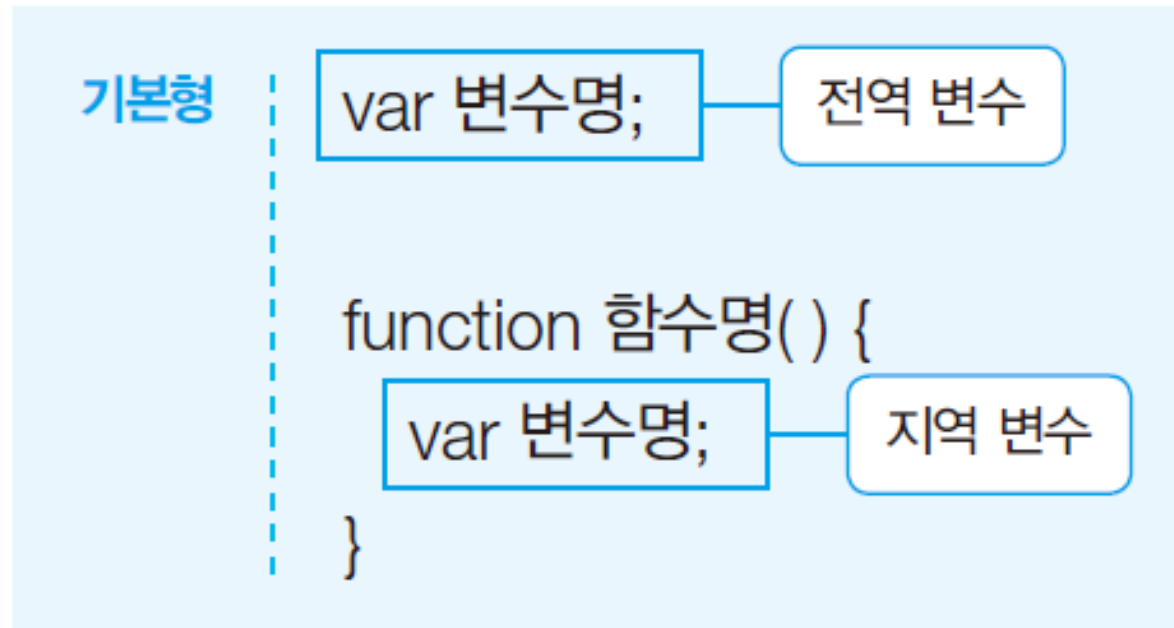 기본형
var 변수명;
전역 변수
function 함수명( ) {
var 변수명;
지역 변수
}